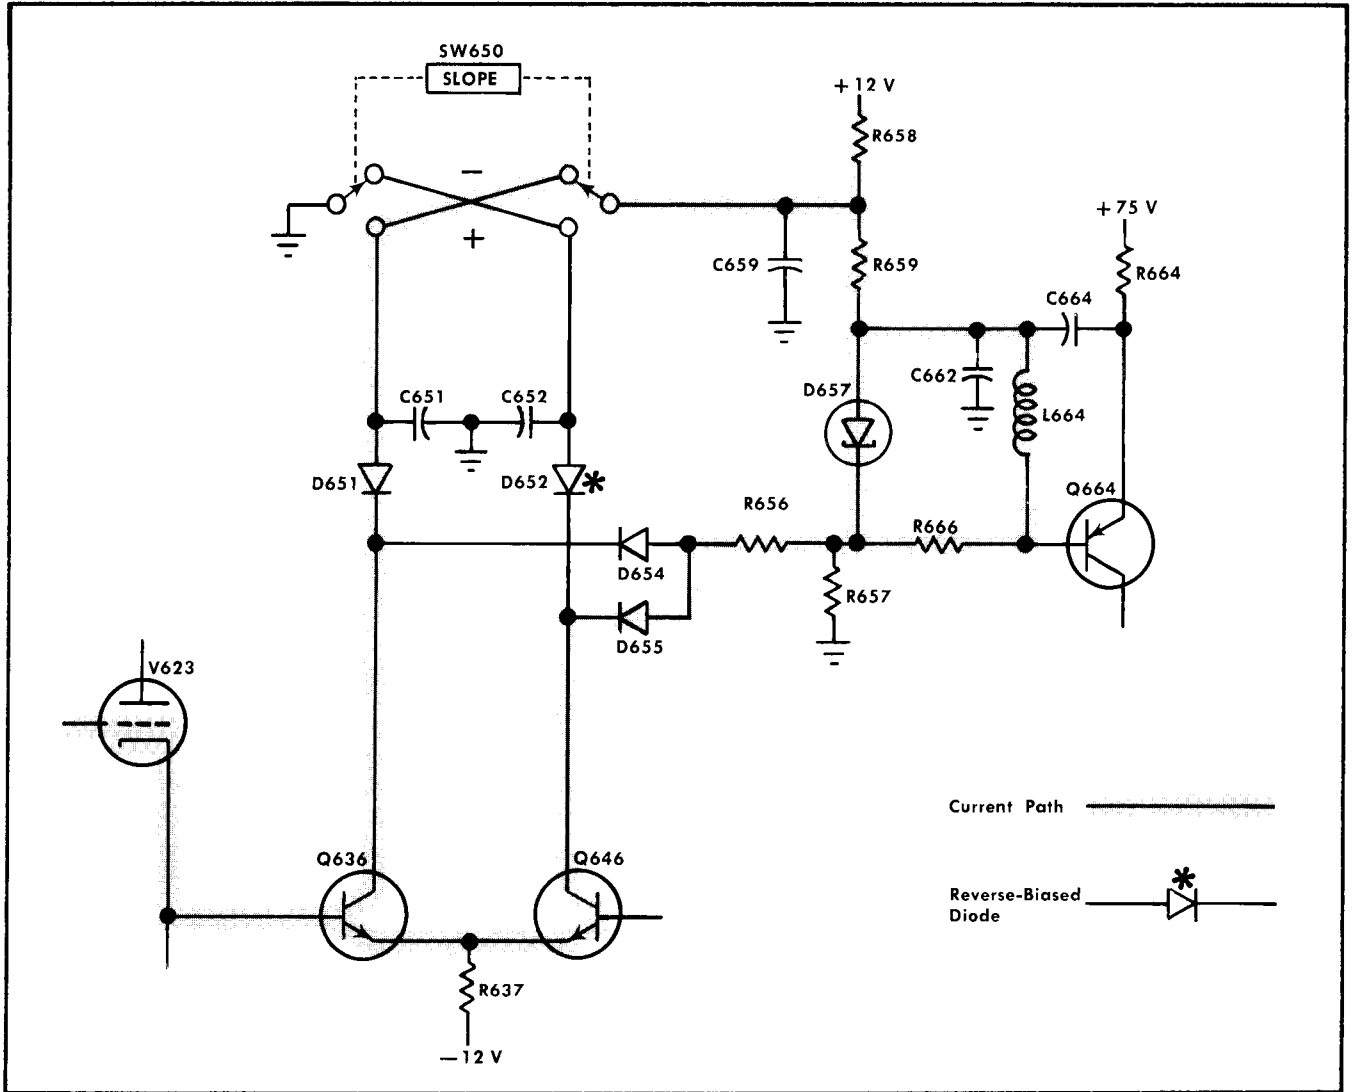 SW650
SLOPE
+12 V
R658
−
+
+75 V
C659
R659
R664
C664
C651
C652
D657
C662
L664
D651
D652 *
Q664
R656
R666
D654
R657
D655
V623
Current Path
Q636
Q646
*
Reverse-Biased
Diode
R637
−12 V